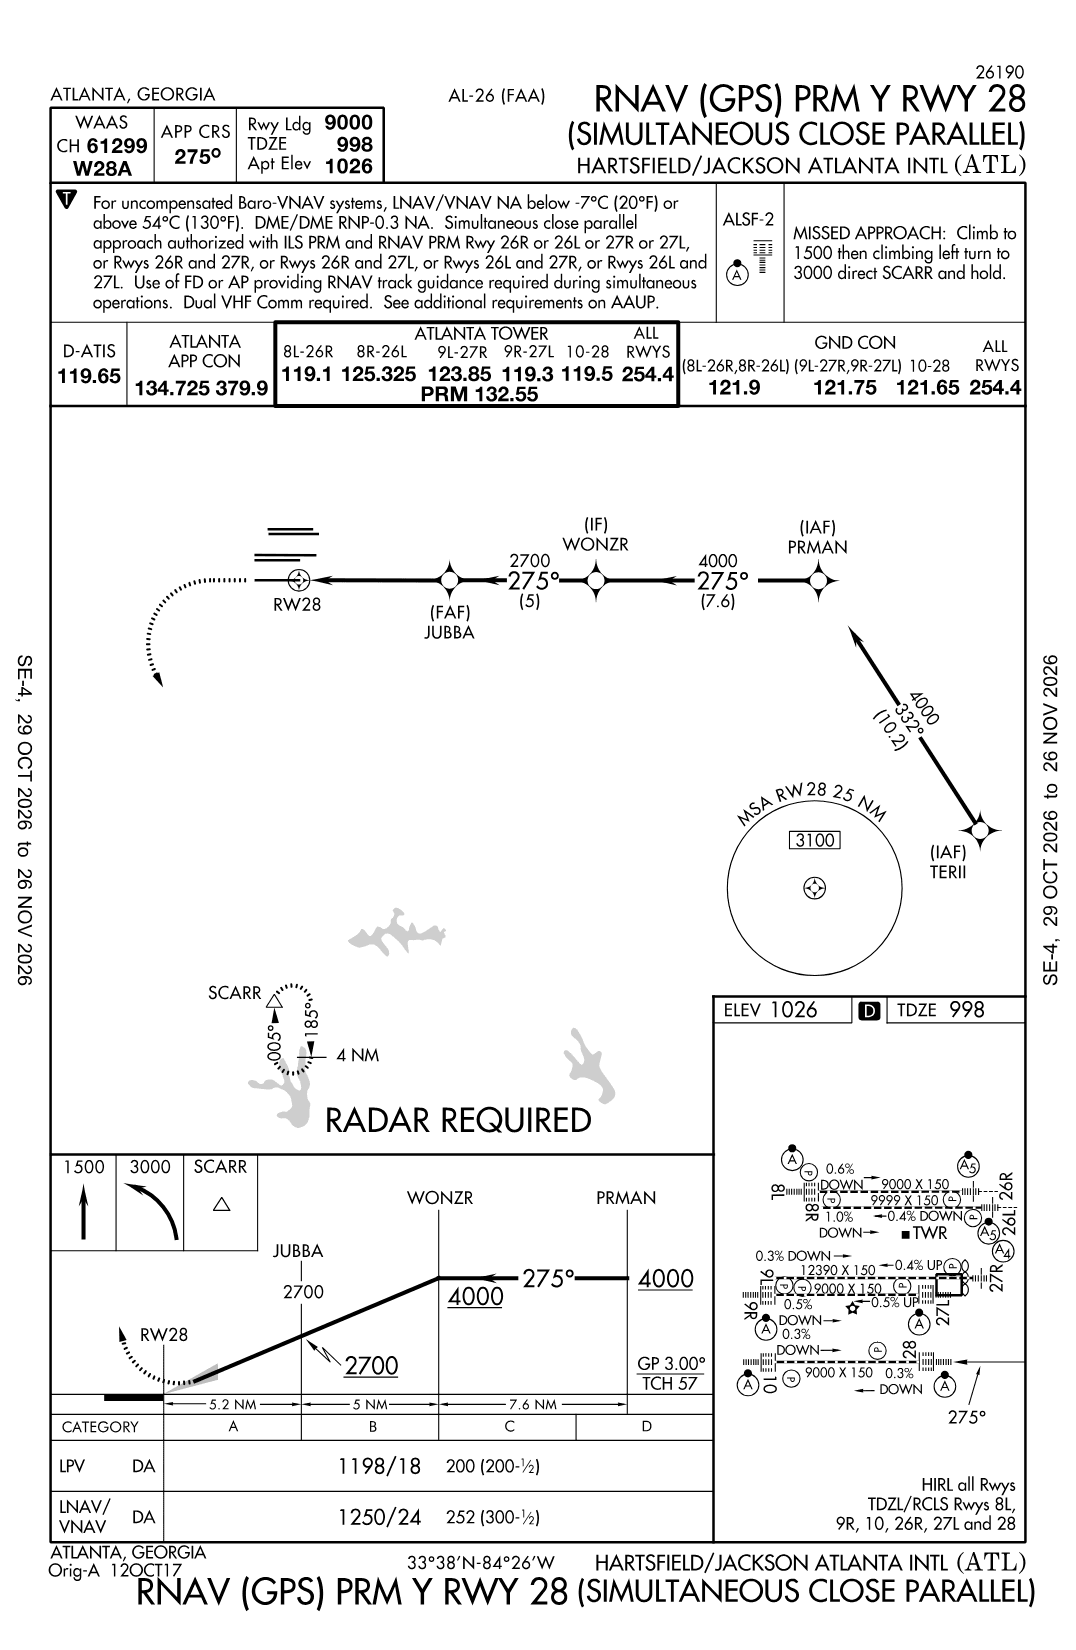 26190
ATLANTA, GEORGIA
AL-26 (FAA)
RNAV (GPS) PRM Y RWY 28
(SIMULTANEOUS CLOSE PARALLEL)
HARTSFIELD/JACKSON ATLANTA INTL (ATL)
WAAS
CH 61299
W28A
APP CRS
275°
Rwy Ldg 9000
TDZE 998
Apt Elev 1026
T
For uncompensated Baro-VNAV systems, LNAV/VNAV NA below -7°C (20°F) or
above 54°C (130°F). DME/DME RNP-0.3 NA. Simultaneous close parallel
approach authorized with ILS PRM and RNAV PRM Rwy 26R or 26L or 27R or 27L,
or Rwys 26R and 27R, or Rwys 26R and 27L, or Rwys 26L and 27R, or Rwys 26L and
27L. Use of FD or AP providing RNAV track guidance required during simultaneous
operations. Dual VHF Comm required. See additional requirements on AAUP.
ALSF-2
A
MISSED APPROACH: Climb to
1500 then climbing left turn to
3000 direct SCARR and hold.
D-ATIS
119.65
ATLANTA
APP CON
134.725 379.9
ATLANTA TOWER
8L-26R 8R-26L 9L-27R 9R-27L 10-28 ALL RWYS
119.1 125.325 123.85 119.3 119.5 254.4
PRM 132.55
GND CON
(8L-26R,8R-26L) (9L-27R,9R-27L) 10-28 ALL RWYS
121.9 121.75 121.65 254.4
(IF)
WONZR
(IAF)
PRMAN
2700
275°
(5)
4000
275°
(7.6)
RW28
(FAF)
JUBBA
4000
332°
(10.2)
(IAF)
TERII
MSA RW28 25 NM
3100
SCARR
005°
185°
4 NM
RADAR REQUIRED
SE-4, 29 OCT 2026 to 26 NOV 2026
SE-4, 29 OCT 2026 to 26 NOV 2026
ELEV 1026
D
TDZE 998
A
P
0.6%
DOWN
9000 X 150
A5
8L
26R
P
9999 X 150
P
8R
1.0%
DOWN
0.4% DOWN
P
26L
A5
TWR
A4
0.3% DOWN
0.4% UP
P
12390 X 150
9L
27R
P
P
9000 X 150
P
9R
0.5%
DOWN
0.5% UP
27L
A
A
0.3%
DOWN
P
28
10
9000 X 150
0.3%
DOWN
A
P
A
275°
HIRL all Rwys
TDZL/RCLS Rwys 8L,
9R, 10, 26R, 27L and 28
1500
3000
SCARR
WONZR
PRMAN
JUBBA
2700
275°
4000
4000
RW28
2700
GP 3.00°
TCH 57
5.2 NM
5 NM
7.6 NM
CATEGORY A B C D
LPV DA 1198/18 200 (200-½)
LNAV/
VNAV DA 1250/24 252 (300-½)
ATLANTA, GEORGIA
Orig-A 12OCT17
33°38'N-84°26'W
HARTSFIELD/JACKSON ATLANTA INTL (ATL)
RNAV (GPS) PRM Y RWY 28 (SIMULTANEOUS CLOSE PARALLEL)